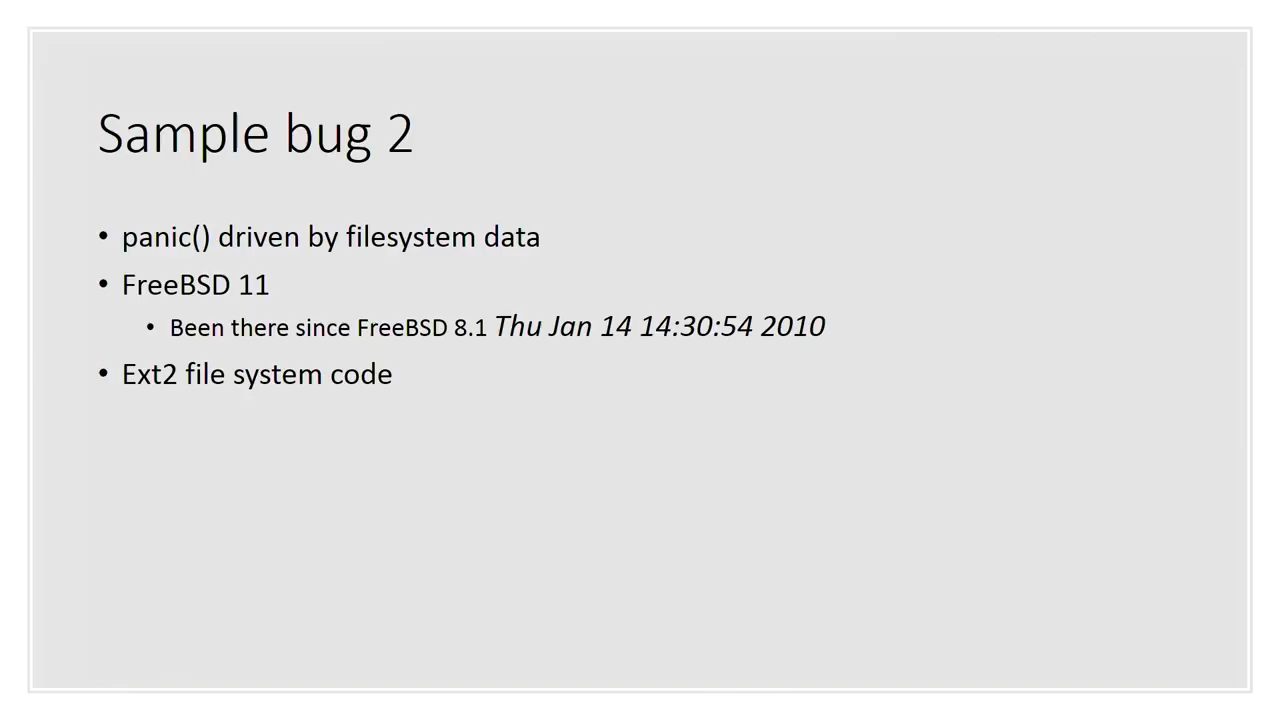 Sample bug 2
• panic() driven by filesystem data
• FreeBSD 11
• Been there since FreeBSD 8.1 Thu Jan 14 14:30:54 2010
• Ext2 file system code